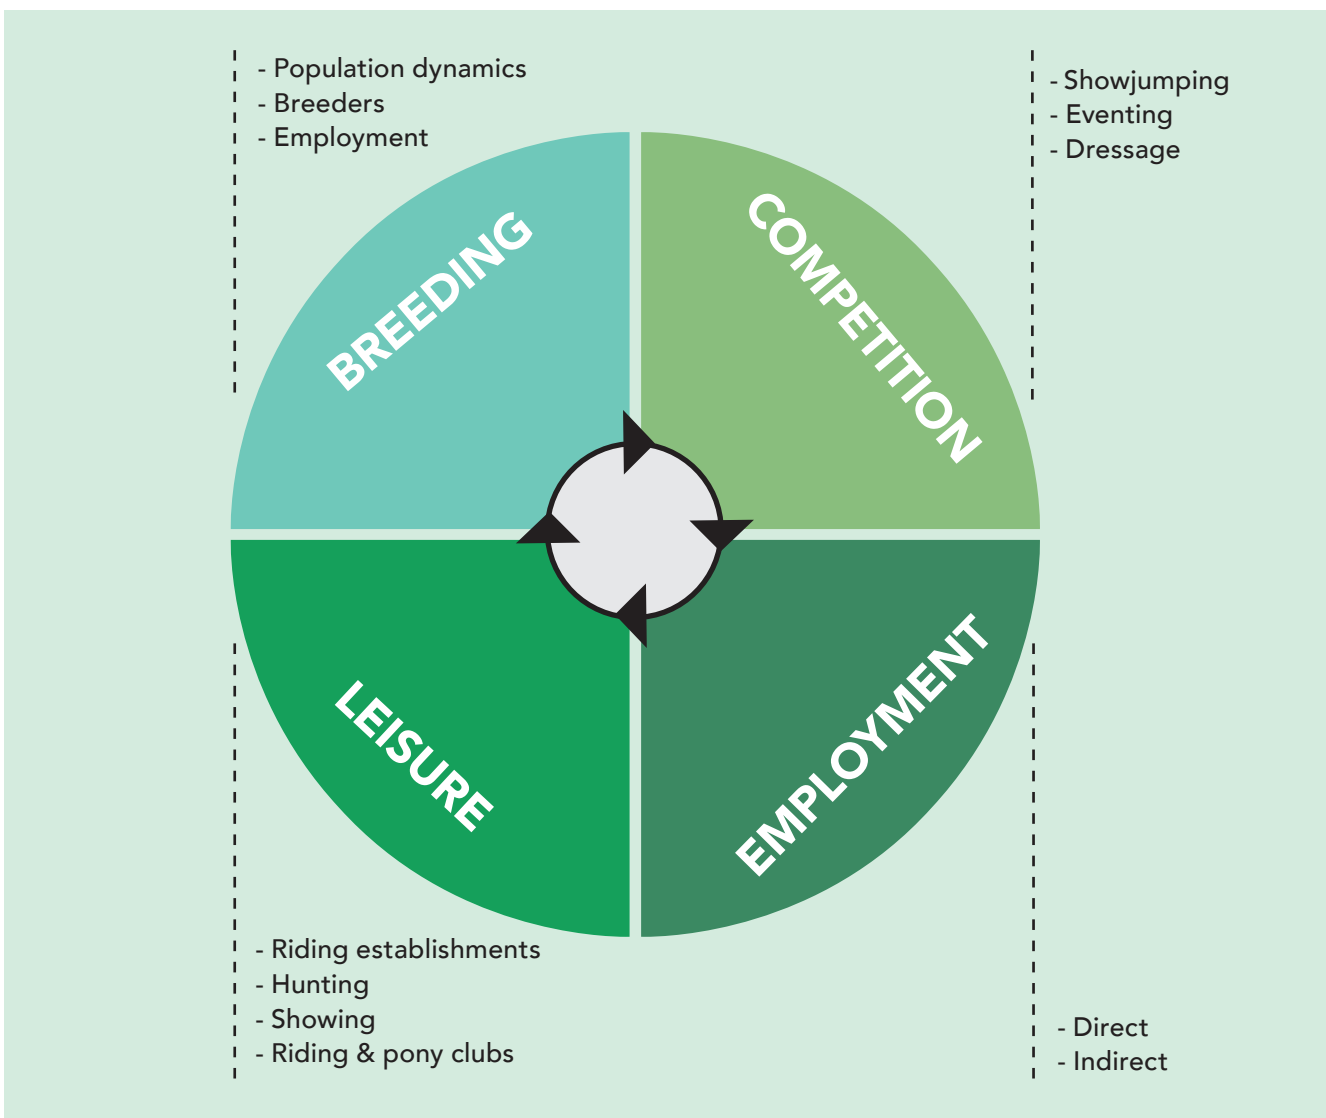 - Population dynamics
- Breeders
- Employment
- Showjumping
- Eventing
- Dressage
BREEDING
COMPETITION
LEISURE
EMPLOYMENT
- Riding establishments
- Hunting
- Showing
- Riding & pony clubs
- Direct
- Indirect